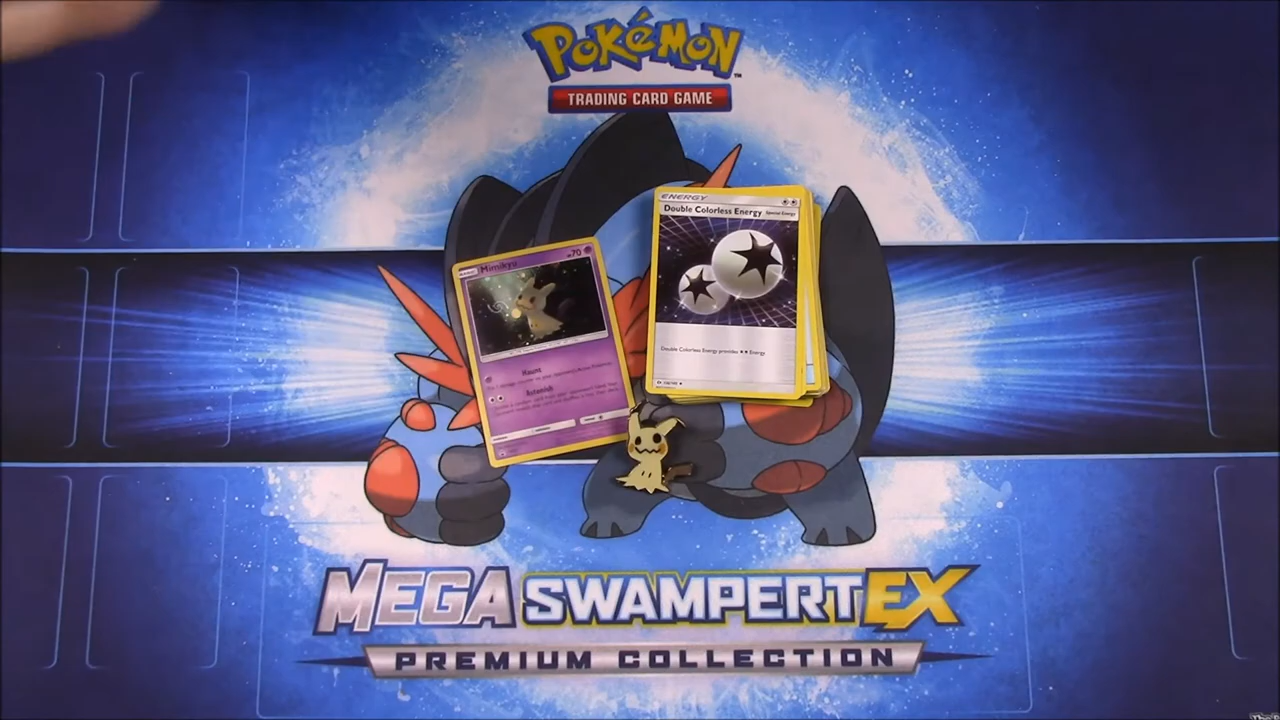 POKéMON
TRADING CARD GAME
ENERGY
Double Colorless Energy Special Energy
Double Colorless Energy provides Energy
Mimikyu
HP70
Haunt
Astonish
MEGA SWAMPERT EX
PREMIUM COLLECTION